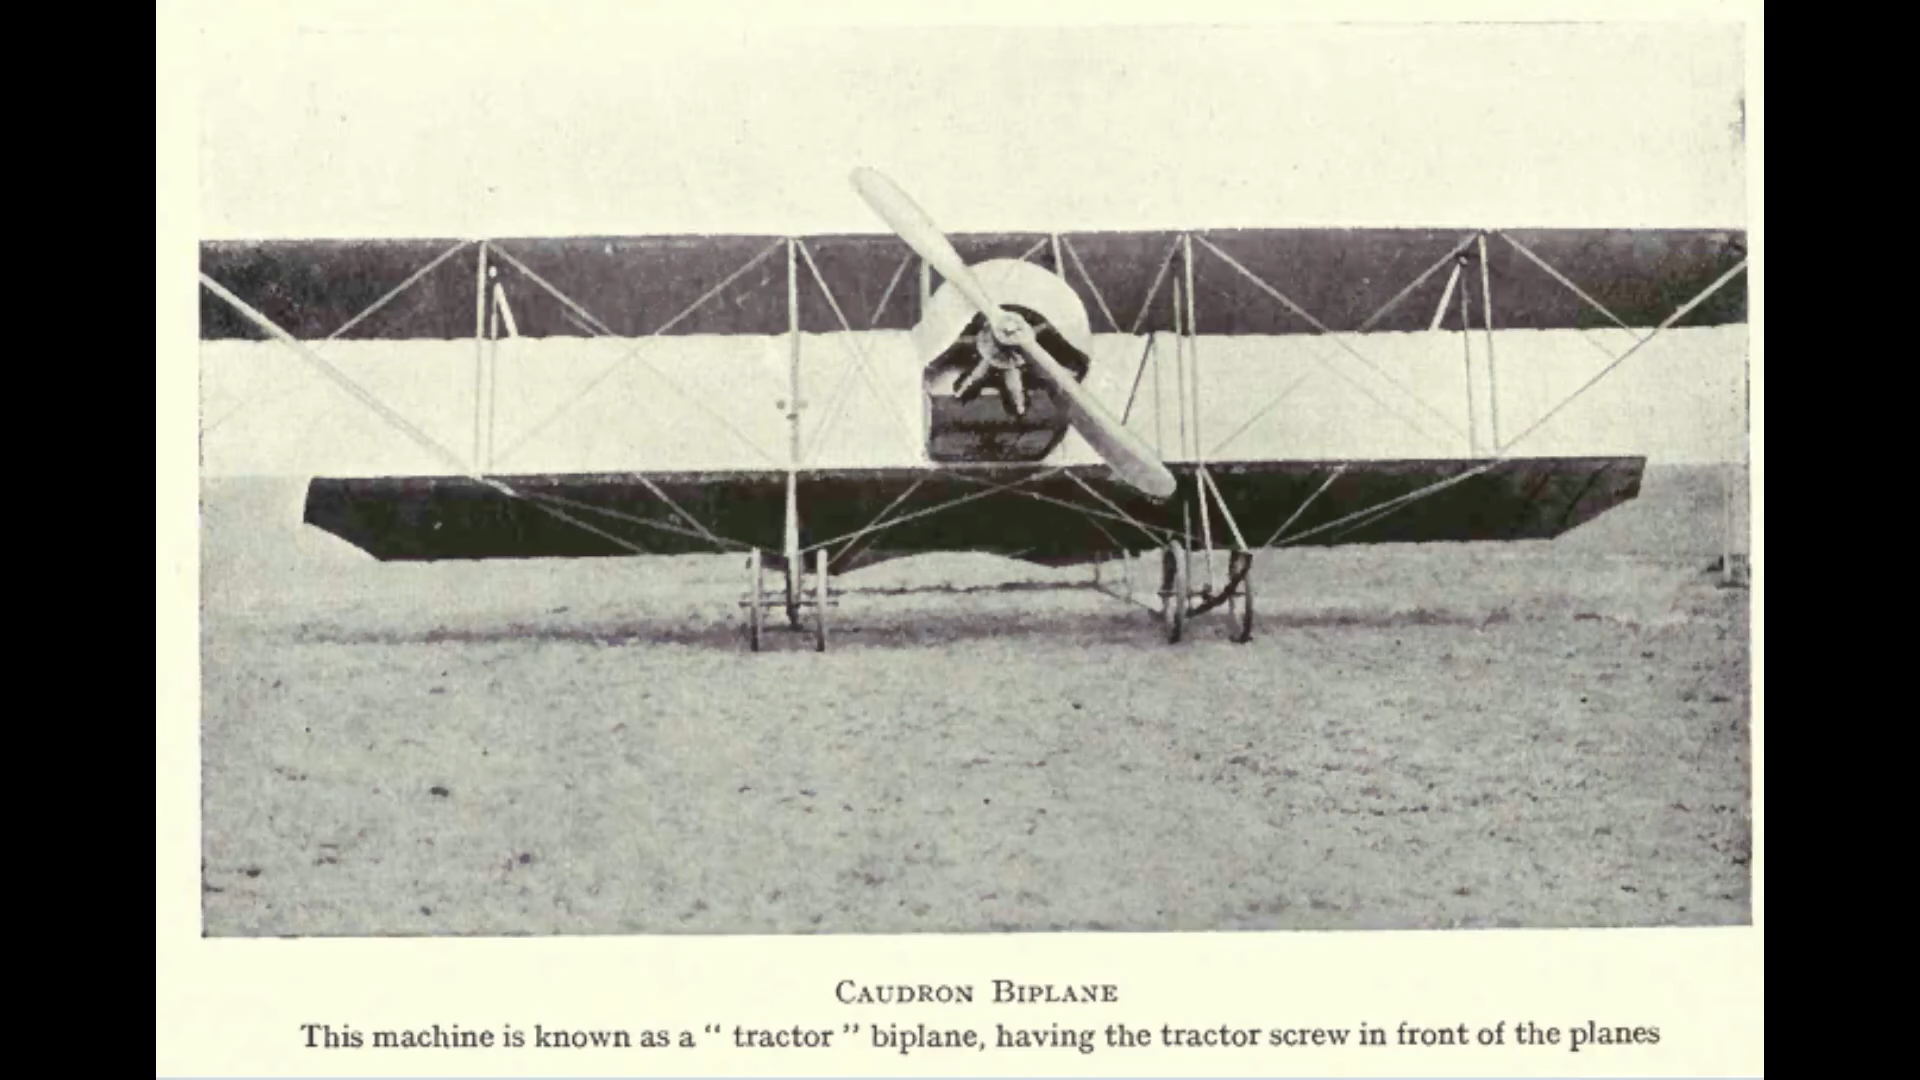 CAUDRON BIPLANE
This machine is known as a “ tractor ” biplane, having the tractor screw in front of the planes